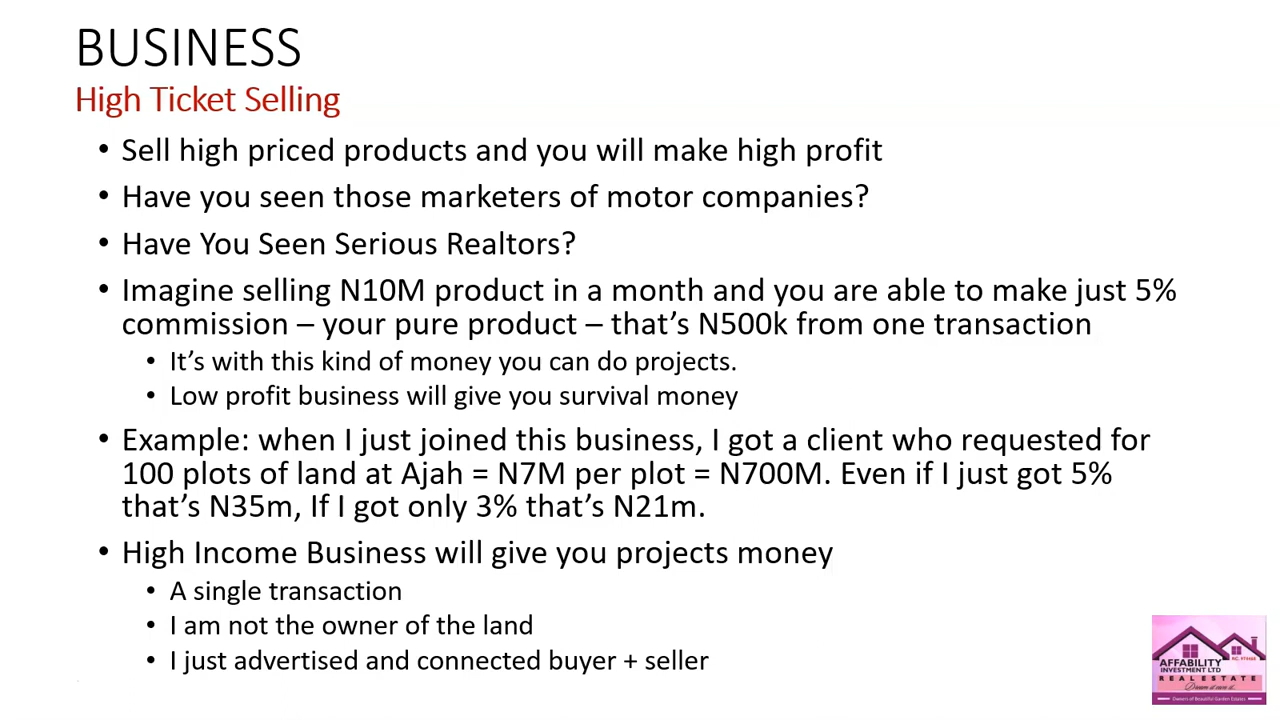 BUSINESS
High Ticket Selling
• Sell high priced products and you will make high profit
• Have you seen those marketers of motor companies?
• Have You Seen Serious Realtors?
• Imagine selling N10M product in a month and you are able to make just 5%
commission – your pure product – that’s N500k from one transaction
• It’s with this kind of money you can do projects.
• Low profit business will give you survival money
• Example: when I just joined this business, I got a client who requested for
100 plots of land at Ajah = N7M per plot = N700M. Even if I just got 5%
that’s N35m, If I got only 3% that’s N21m.
• High Income Business will give you projects money
• A single transaction
• I am not the owner of the land
• I just advertised and connected buyer + seller
AFFABILITY
INVESTMENT LTD
REAL ESTATE
Owners of Beautiful Garden Estates